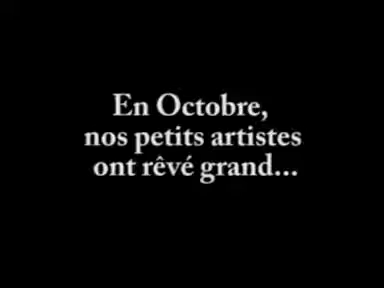 En Octobre,
nos petits artistes
ont rêvé grand...